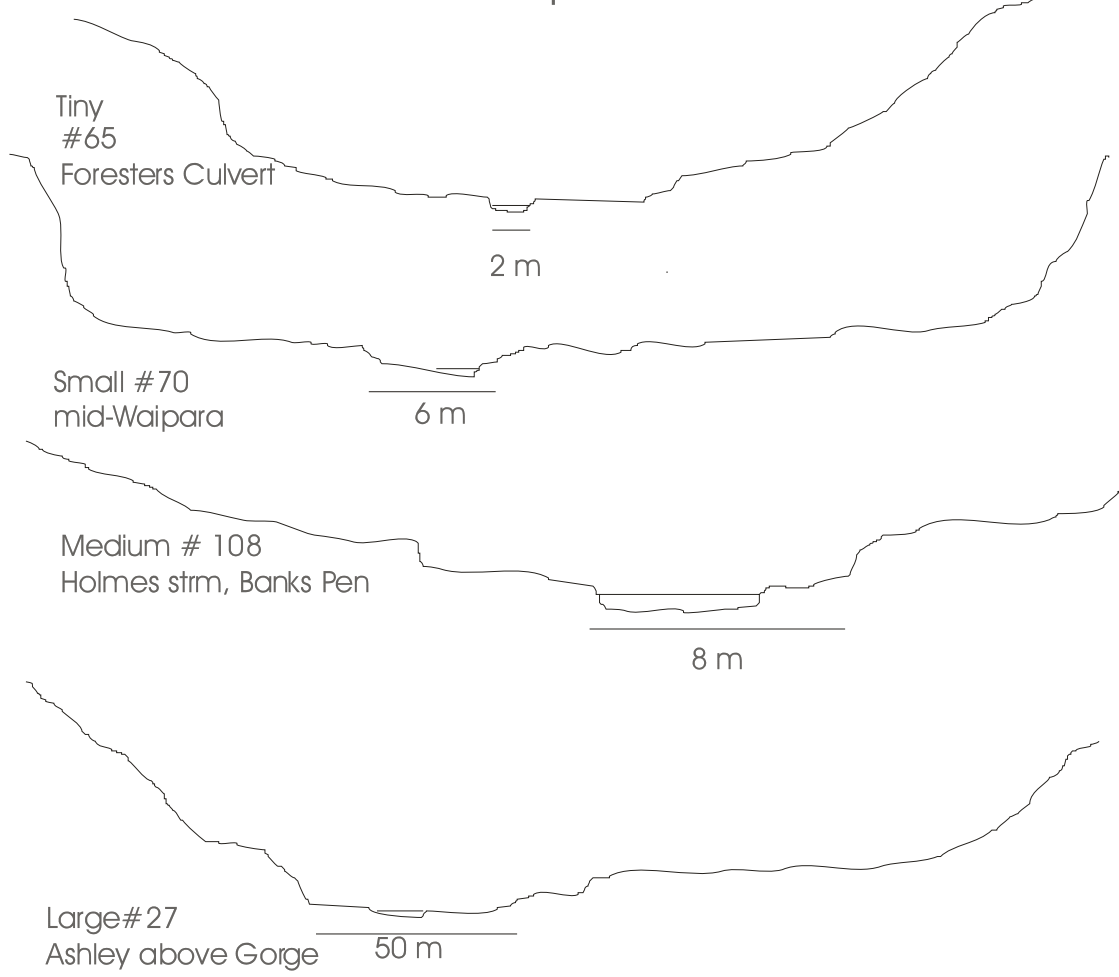 Tiny
#65
Foresters Culvert
2 m
Small #70
mid-Waipara
6 m
Medium # 108
Holmes strm, Banks Pen
8 m
Large#27
Ashley above Gorge
50 m